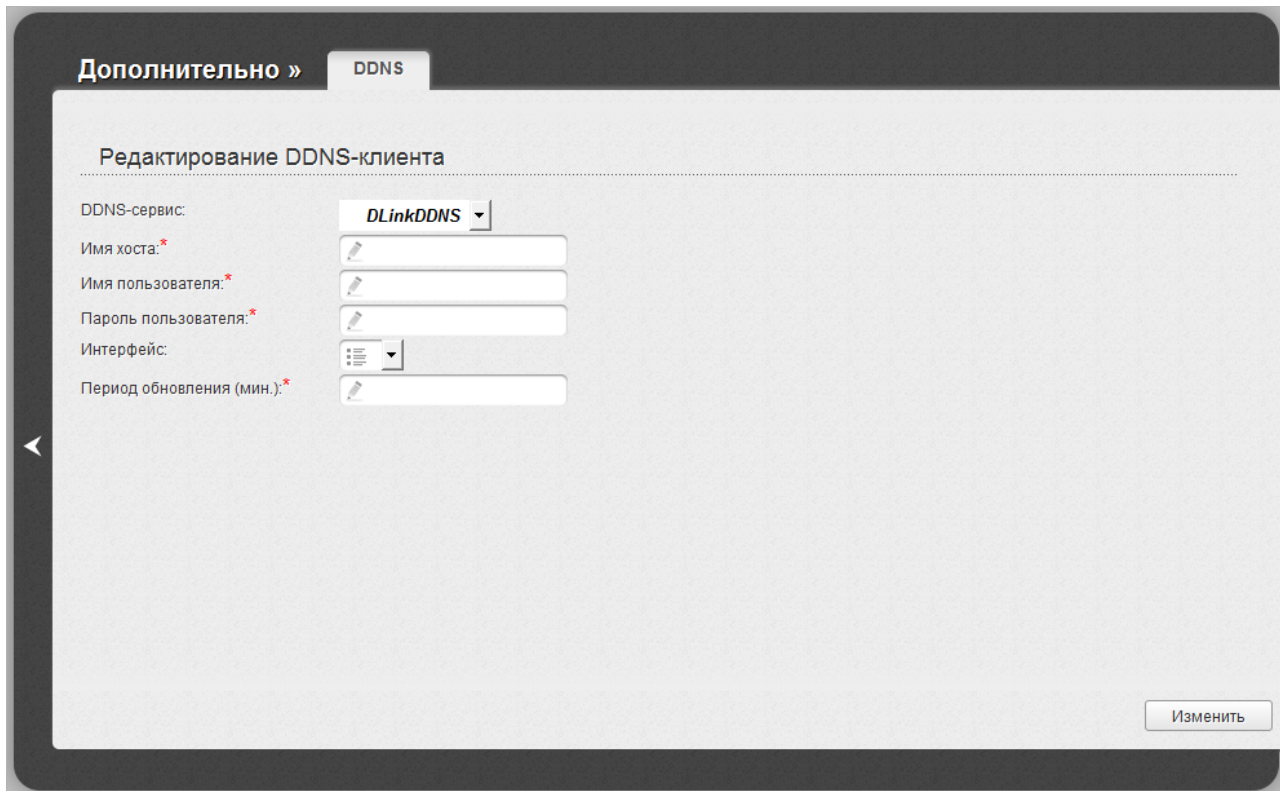 Дополнительно »
DDNS
Редактирование DDNS-клиента
DDNS-сервис: DLinkDDNS
Имя хоста:*
Имя пользователя:*
Пароль пользователя:*
Интерфейс:
Период обновления (мин.):*
Изменить